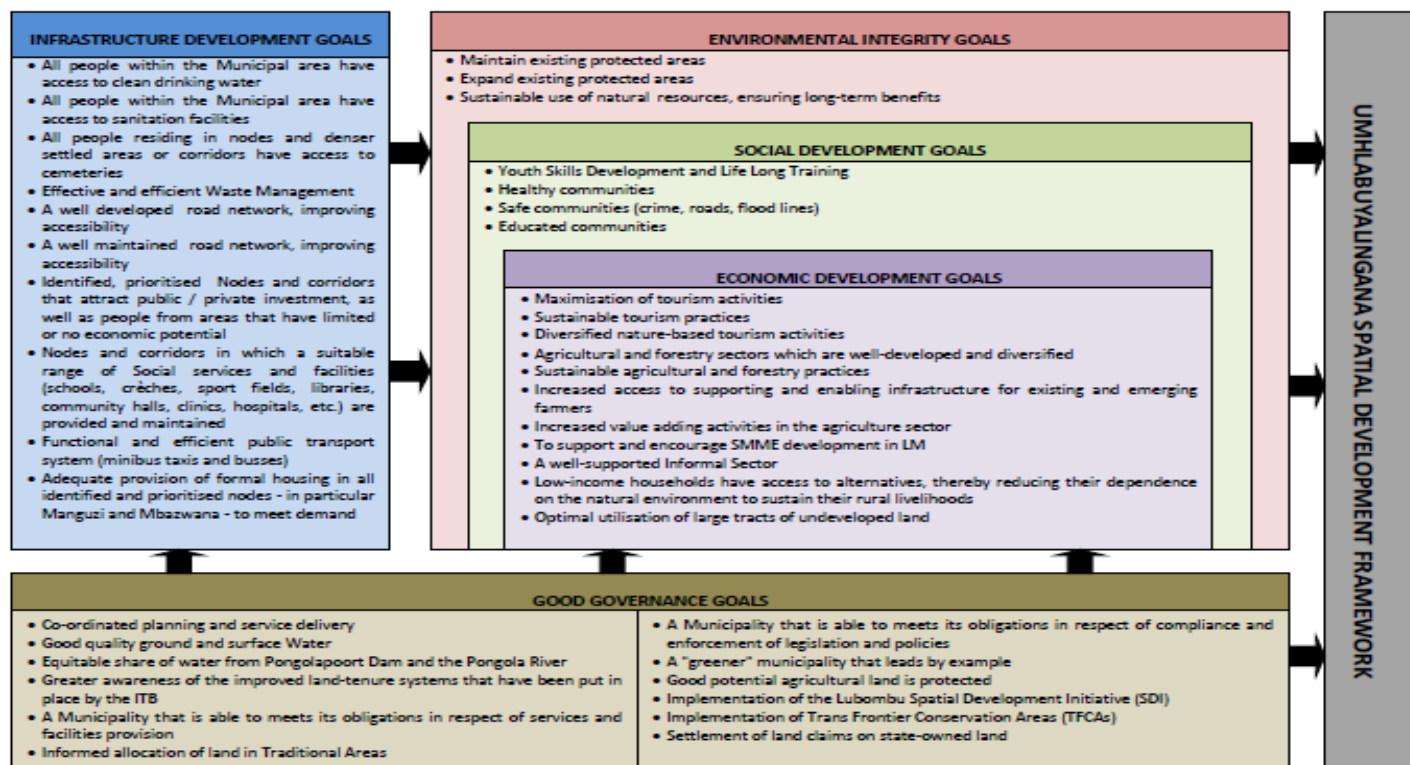 INFRASTRUCTURE DEVELOPMENT GOALS
• All people within the Municipal area have
access to clean drinking water
• All people within the Municipal area have
access to sanitation facilities
• All people residing in nodes and denser
settled areas or corridors have access to
cemeteries
• Effective and efficient Waste Management
• A well developed road network, improving
accessibility
• A well maintained road network, improving
accessibility
• Identified, prioritised Nodes and corridors
that attract public / private investment, as
well as people from areas that have limited
or no economic potential
• Nodes and corridors in which a suitable
range of Social services and facilities
(schools, crèches, sport fields, libraries,
community halls, clinics, hospitals, etc.) are
provided and maintained
• Functional and efficient public transport
system (minibus taxis and busses)
• Adequate provision of formal housing in all
identified and prioritised nodes - in particular
Manguzi and Mbazwana - to meet demand
ENVIRONMENTAL INTEGRITY GOALS
• Maintain existing protected areas
• Expand existing protected areas
• Sustainable use of natural resources, ensuring long-term benefits
SOCIAL DEVELOPMENT GOALS
• Youth Skills Development and Life Long Training
• Healthy communities
• Safe communities (crime, roads, flood lines)
• Educated communities
ECONOMIC DEVELOPMENT GOALS
• Maximisation of tourism activities
• Sustainable tourism practices
• Diversified nature-based tourism activities
• Agricultural and forestry sectors which are well-developed and diversified
• Sustainable agricultural and forestry practices
• Increased access to supporting and enabling infrastructure for existing and emerging
farmers
• Increased value adding activities in the agriculture sector
• To support and encourage SMME development in LM
• A well-supported Informal Sector
• Low-income households have access to alternatives, thereby reducing their dependence
on the natural environment to sustain their rural livelihoods
• Optimal utilisation of large tracts of undeveloped land
GOOD GOVERNANCE GOALS
• Co-ordinated planning and service delivery
• Good quality ground and surface Water
• Equitable share of water from Pongolapoort Dam and the Pongola River
• Greater awareness of the improved land-tenure systems that have been put in
place by the ITB
• A Municipality that is able to meets its obligations in respect of services and
facilities provision
• Informed allocation of land in Traditional Areas
• A Municipality that is able to meets its obligations in respect of compliance and
enforcement of legislation and policies
• A "greener" municipality that leads by example
• Good potential agricultural land is protected
• Implementation of the Lubombu Spatial Development Initiative (SDI)
• Implementation of Trans Frontier Conservation Areas (TFCAs)
• Settlement of land claims on state-owned land
UMHLABUYALINGANA SPATIAL DEVELOPMENT FRAMEWORK